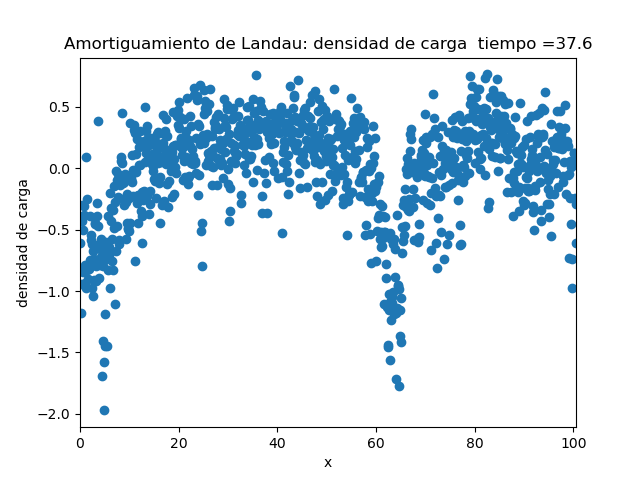 Amortiguamiento de Landau: densidad de carga  tiempo =37.6
0.5
0.0
−0.5
−1.0
−1.5
−2.0
densidad de carga
0 20 40 60 80 100
x